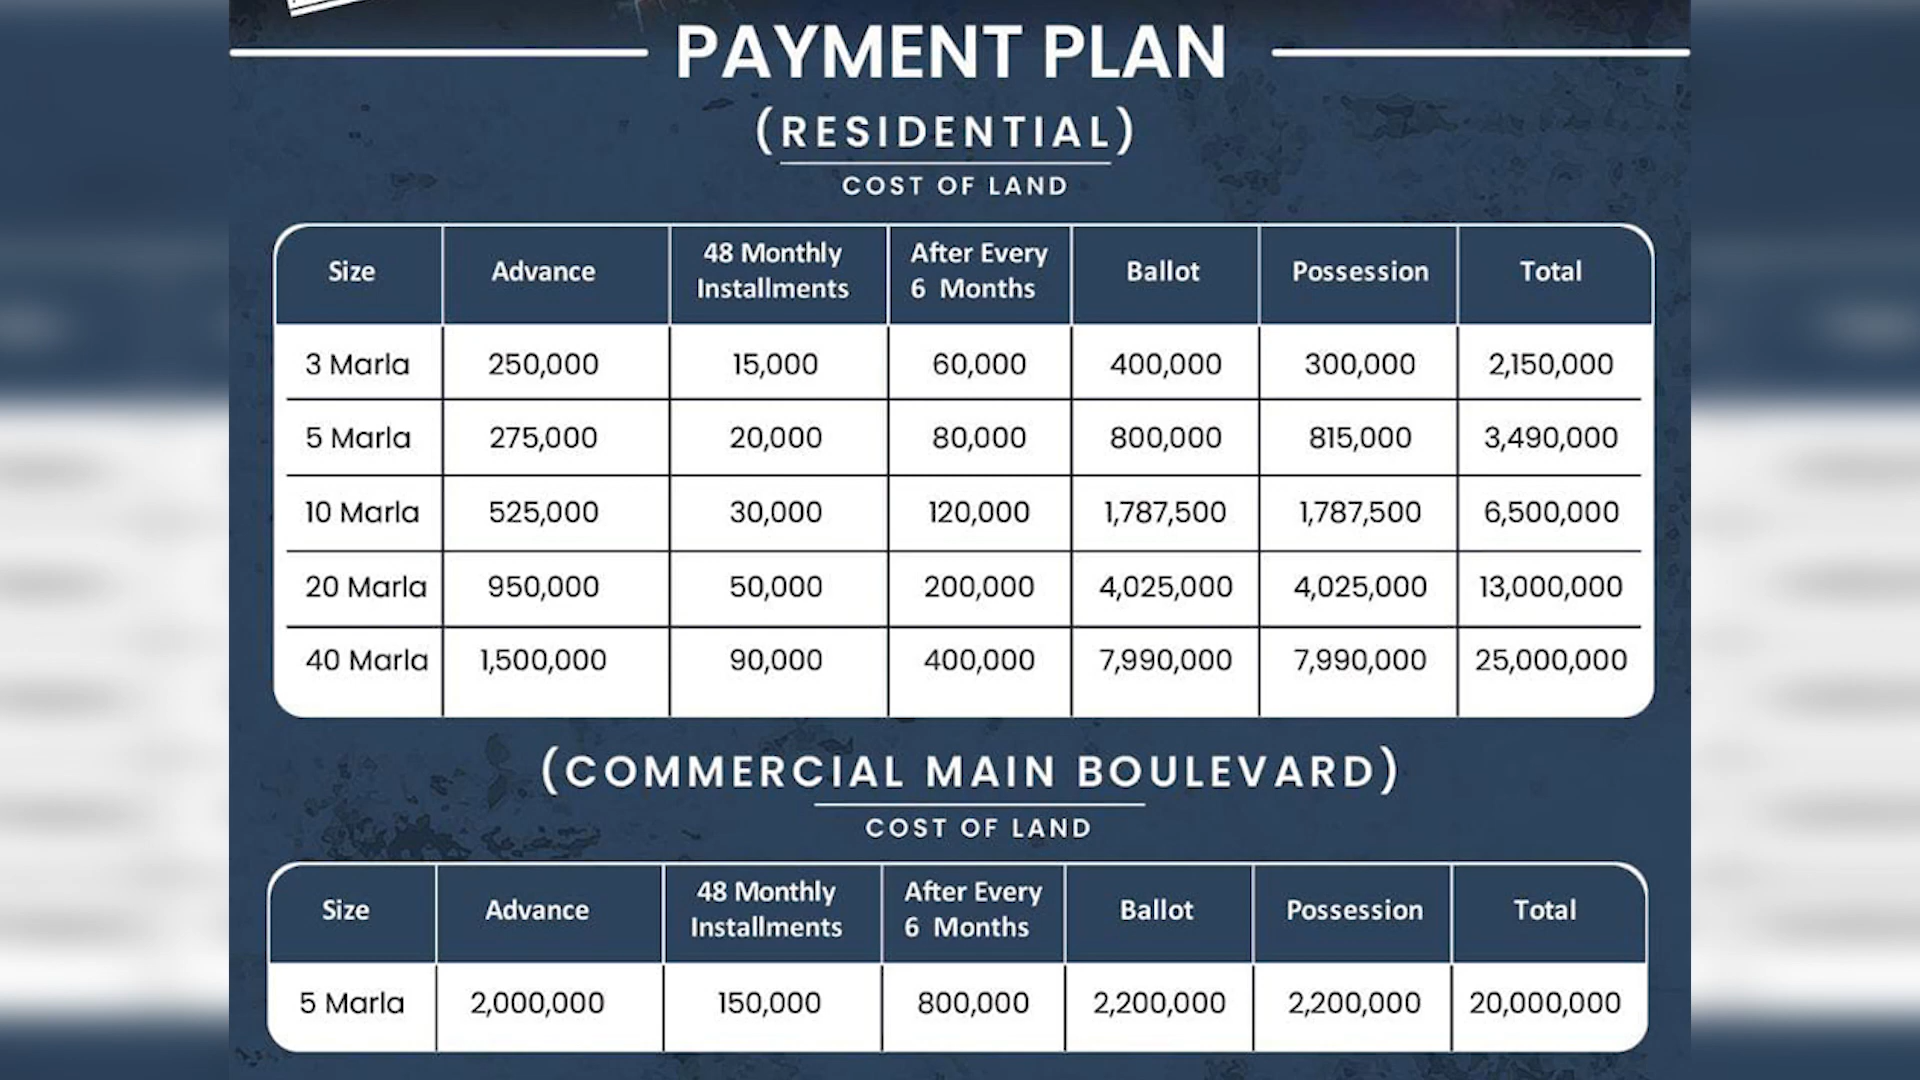 PAYMENT PLAN
(RESIDENTIAL)
COST OF LAND
Size Advance 48 Monthly Installments After Every 6 Months Ballot Possession Total
3 Marla 250,000 15,000 60,000 400,000 300,000 2,150,000
5 Marla 275,000 20,000 80,000 800,000 815,000 3,490,000
10 Marla 525,000 30,000 120,000 1,787,500 1,787,500 6,500,000
20 Marla 950,000 50,000 200,000 4,025,000 4,025,000 13,000,000
40 Marla 1,500,000 90,000 400,000 7,990,000 7,990,000 25,000,000
(COMMERCIAL MAIN BOULEVARD)
COST OF LAND
Size Advance 48 Monthly Installments After Every 6 Months Ballot Possession Total
5 Marla 2,000,000 150,000 800,000 2,200,000 2,200,000 20,000,000